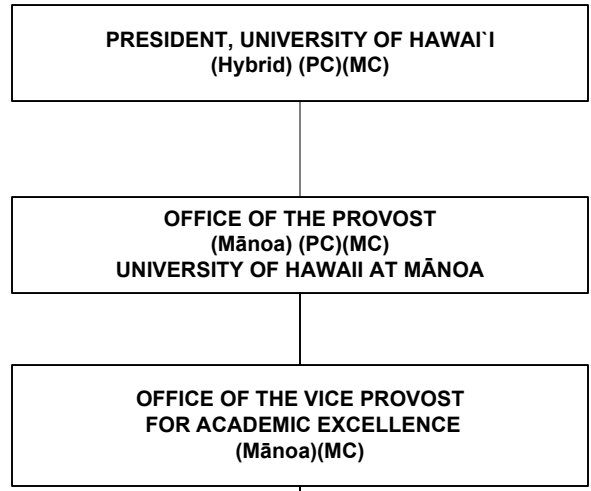 PRESIDENT, UNIVERSITY OF HAWAI`I
(Hybrid) (PC)(MC)
OFFICE OF THE PROVOST
(Mānoa) (PC)(MC)
UNIVERSITY OF HAWAII AT MĀNOA
OFFICE OF THE VICE PROVOST
FOR ACADEMIC EXCELLENCE
(Mānoa)(MC)